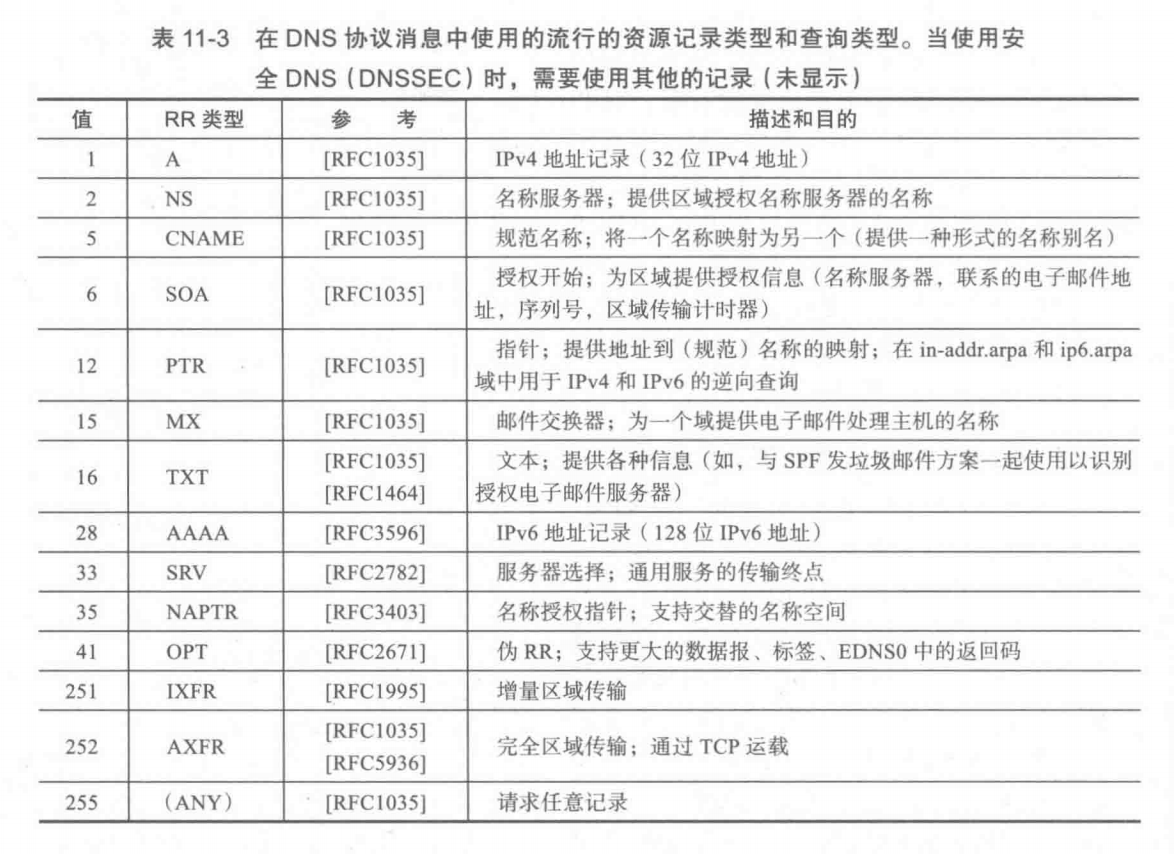 表 11-3 在 DNS 协议消息中使用的流行的资源记录类型和查询类型。当使用安
全 DNS（DNSSEC）时，需要使用其他的记录（未显示）
值 RR 类型 参 考 描述和目的
1 A [RFC1035] IPv4 地址记录（32 位 IPv4 地址）
2 NS [RFC1035] 名称服务器；提供区域授权名称服务器的名称
5 CNAME [RFC1035] 规范名称；将一个名称映射为另一个（提供一种形式的名称别名）
6 SOA [RFC1035] 授权开始；为区域提供授权信息（名称服务器，联系的电子邮件地
址，序列号，区域传输计时器）
12 PTR [RFC1035] 指针；提供地址到（规范）名称的映射；在 in-addr.arpa 和 ip6.arpa
域中用于 IPv4 和 IPv6 的逆向查询
15 MX [RFC1035] 邮件交换器；为一个域提供电子邮件处理主机的名称
16 TXT [RFC1035] 文本；提供各种信息（如，与 SPF 发垃圾邮件方案一起使用以识别
[RFC1464] 授权电子邮件服务器）
28 AAAA [RFC3596] IPv6 地址记录（128 位 IPv6 地址）
33 SRV [RFC2782] 服务器选择；通用服务的传输终点
35 NAPTR [RFC3403] 名称授权指针；支持交替的名称空间
41 OPT [RFC2671] 伪 RR；支持更大的数据报、标签、EDNS0 中的返回码
251 IXFR [RFC1995] 增量区域传输
252 AXFR [RFC1035] 完全区域传输；通过 TCP 运载
[RFC5936]
255 （ANY） [RFC1035] 请求任意记录